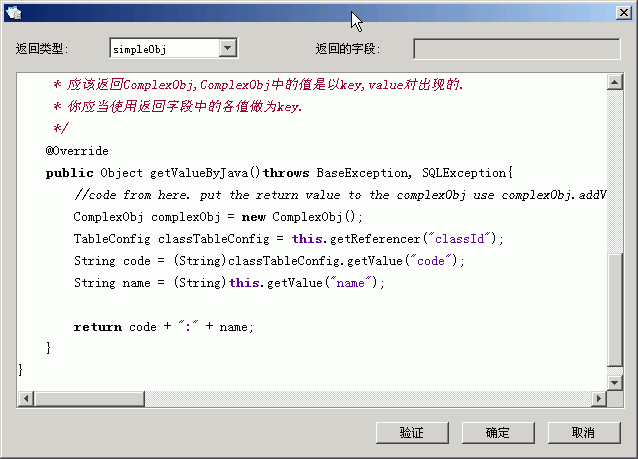 返回类型:
simpleObj
返回的字段:
* 应该返回ComplexObj,ComplexObj中的值是以key,value对出现的.
* 你应当使用返回字段中的各值做为key.
*/
@Override
public Object getValueByJava()throws BaseException, SQLException{
//code from here. put the return value to the complexObj use complexObj.addV
ComplexObj complexObj = new ComplexObj();
TableConfig classTableConfig = this.getReferencer("classId");
String code = (String)classTableConfig.getValue("code");
String name = (String)this.getValue("name");
return code + ":" + name;
}
}
验证
确定
取消